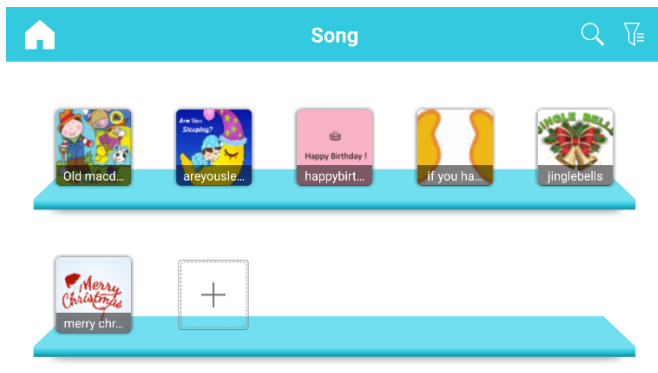 Song
Are You
Sleeping?
Happy Birthday !
JINGLE BELLS
Old macd...
areyousle...
happybirt...
if you ha...
jinglebells
Merry
Christmas
merry chr...